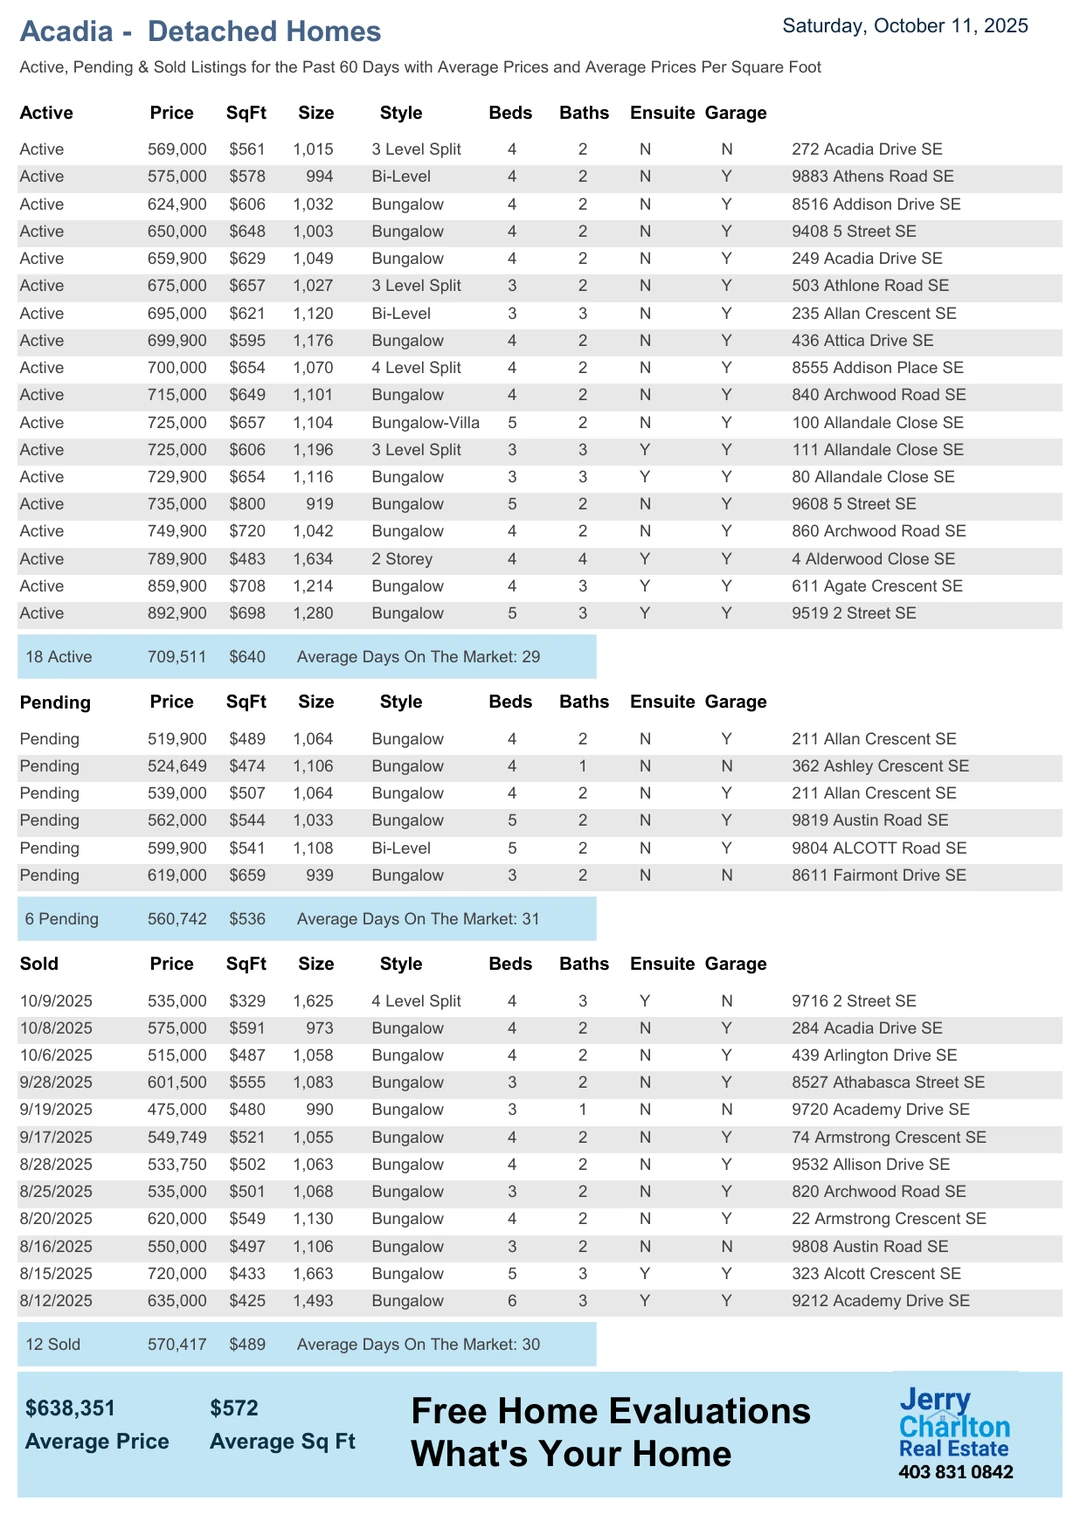 Acadia -  Detached Homes
Saturday, October 11, 2025
Active, Pending & Sold Listings for the Past 60 Days with Average Prices and Average Prices Per Square Foot
Active Price SqFt Size Style Beds Baths Ensuite Garage
Active 569,000 $561 1,015 3 Level Split 4 2 N N 272 Acadia Drive SE
Active 575,000 $578 994 Bi-Level 4 2 N Y 9883 Athens Road SE
Active 624,900 $606 1,032 Bungalow 4 2 N Y 8516 Addison Drive SE
Active 650,000 $648 1,003 Bungalow 4 2 N Y 9408 5 Street SE
Active 659,900 $629 1,049 Bungalow 4 2 N Y 249 Acadia Drive SE
Active 675,000 $657 1,027 3 Level Split 3 2 N Y 503 Athlone Road SE
Active 695,000 $621 1,120 Bi-Level 3 3 N Y 235 Allan Crescent SE
Active 699,900 $595 1,176 Bungalow 4 2 N Y 436 Attica Drive SE
Active 700,000 $654 1,070 4 Level Split 4 2 N Y 8555 Addison Place SE
Active 715,000 $649 1,101 Bungalow 4 2 N Y 840 Archwood Road SE
Active 725,000 $657 1,104 Bungalow-Villa 5 2 N Y 100 Allandale Close SE
Active 725,000 $606 1,196 3 Level Split 3 3 Y Y 111 Allandale Close SE
Active 729,900 $654 1,116 Bungalow 3 3 Y Y 80 Allandale Close SE
Active 735,000 $800 919 Bungalow 5 2 N Y 9608 5 Street SE
Active 749,900 $720 1,042 Bungalow 4 2 N Y 860 Archwood Road SE
Active 789,900 $483 1,634 2 Storey 4 4 Y Y 4 Alderwood Close SE
Active 859,900 $708 1,214 Bungalow 4 3 Y Y 611 Agate Crescent SE
Active 892,900 $698 1,280 Bungalow 5 3 Y Y 9519 2 Street SE
18 Active 709,511 $640 Average Days On The Market: 29
Pending Price SqFt Size Style Beds Baths Ensuite Garage
Pending 519,900 $489 1,064 Bungalow 4 2 N Y 211 Allan Crescent SE
Pending 524,649 $474 1,106 Bungalow 4 1 N N 362 Ashley Crescent SE
Pending 539,000 $507 1,064 Bungalow 4 2 N Y 211 Allan Crescent SE
Pending 562,000 $544 1,033 Bungalow 5 2 N Y 9819 Austin Road SE
Pending 599,900 $541 1,108 Bi-Level 5 2 N Y 9804 ALCOTT Road SE
Pending 619,000 $659 939 Bungalow 3 2 N N 8611 Fairmont Drive SE
6 Pending 560,742 $536 Average Days On The Market: 31
Sold Price SqFt Size Style Beds Baths Ensuite Garage
10/9/2025 535,000 $329 1,625 4 Level Split 4 3 Y N 9716 2 Street SE
10/8/2025 575,000 $591 973 Bungalow 4 2 N Y 284 Acadia Drive SE
10/6/2025 515,000 $487 1,058 Bungalow 4 2 N Y 439 Arlington Drive SE
9/28/2025 601,500 $555 1,083 Bungalow 3 2 N Y 8527 Athabasca Street SE
9/19/2025 475,000 $480 990 Bungalow 3 1 N N 9720 Academy Drive SE
9/17/2025 549,749 $521 1,055 Bungalow 4 2 N Y 74 Armstrong Crescent SE
8/28/2025 533,750 $502 1,063 Bungalow 4 2 N Y 9532 Allison Drive SE
8/25/2025 535,000 $501 1,068 Bungalow 3 2 N Y 820 Archwood Road SE
8/20/2025 620,000 $549 1,130 Bungalow 4 2 N Y 22 Armstrong Crescent SE
8/16/2025 550,000 $497 1,106 Bungalow 3 2 N N 9808 Austin Road SE
8/15/2025 720,000 $433 1,663 Bungalow 5 3 Y Y 323 Alcott Crescent SE
8/12/2025 635,000 $425 1,493 Bungalow 6 3 Y Y 9212 Academy Drive SE
12 Sold 570,417 $489 Average Days On The Market: 30
$638,351 $572
Average Price Average Sq Ft
Free Home Evaluations
What's Your Home
Jerry
Charlton
Real Estate
403 831 0842